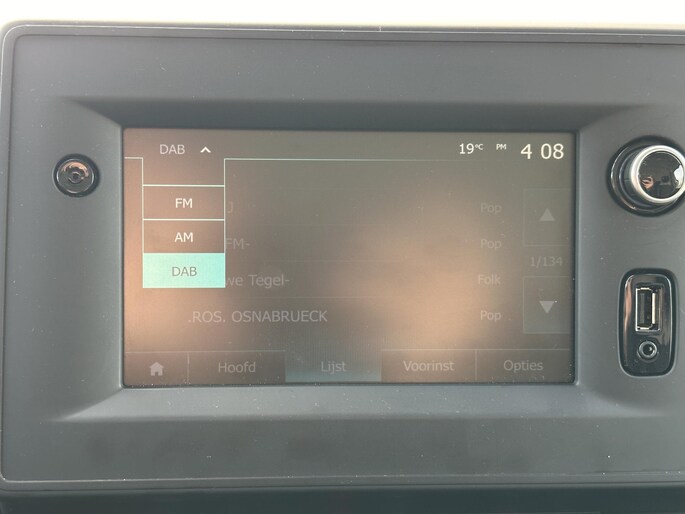 DAB 19°C PM 4 08
FM
AM
DAB
Pop
FM- Pop
we Tegel- Folk
.ROS. OSNABRUECK Pop
1/134
Hoofd Lijst Voorinst Opties